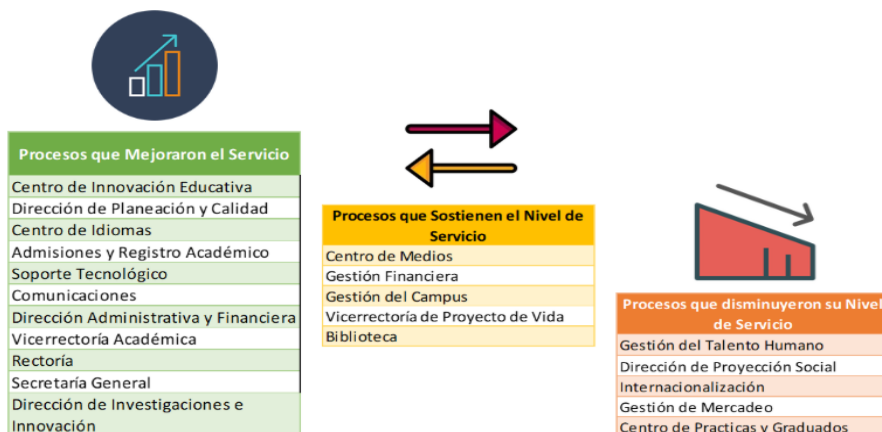 Procesos que Mejoraron el Servicio
Centro de Innovación Educativa
Dirección de Planeación y Calidad
Centro de Idiomas
Admisiones y Registro Académico
Soporte Tecnológico
Comunicaciones
Dirección Administrativa y Financiera
Vicerrectoría Académica
Rectoría
Secretaría General
Dirección de Investigaciones e
Innovación
Procesos que Sostienen el Nivel de
Servicio
Centro de Medios
Gestión Financiera
Gestión del Campus
Vicerrectoría de Proyecto de Vida
Biblioteca
Procesos que disminuyeron su Nivel
de Servicio
Gestión del Talento Humano
Dirección de Proyección Social
Internacionalización
Gestión de Mercadeo
Centro de Practicas y Graduados